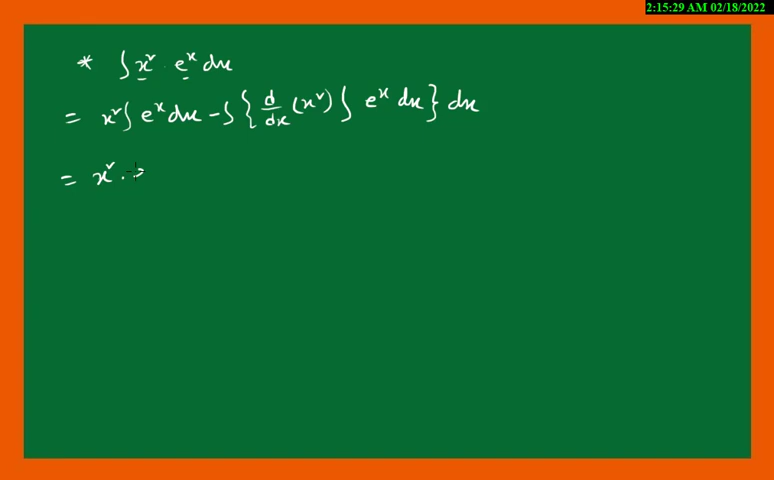 2:15:29 AM 02/18/2022
* ∫ x² · eˣ dx
= x² ∫ eˣ dx - ∫ { d/dx (x²) ∫ eˣ dx } dx
= x² ·